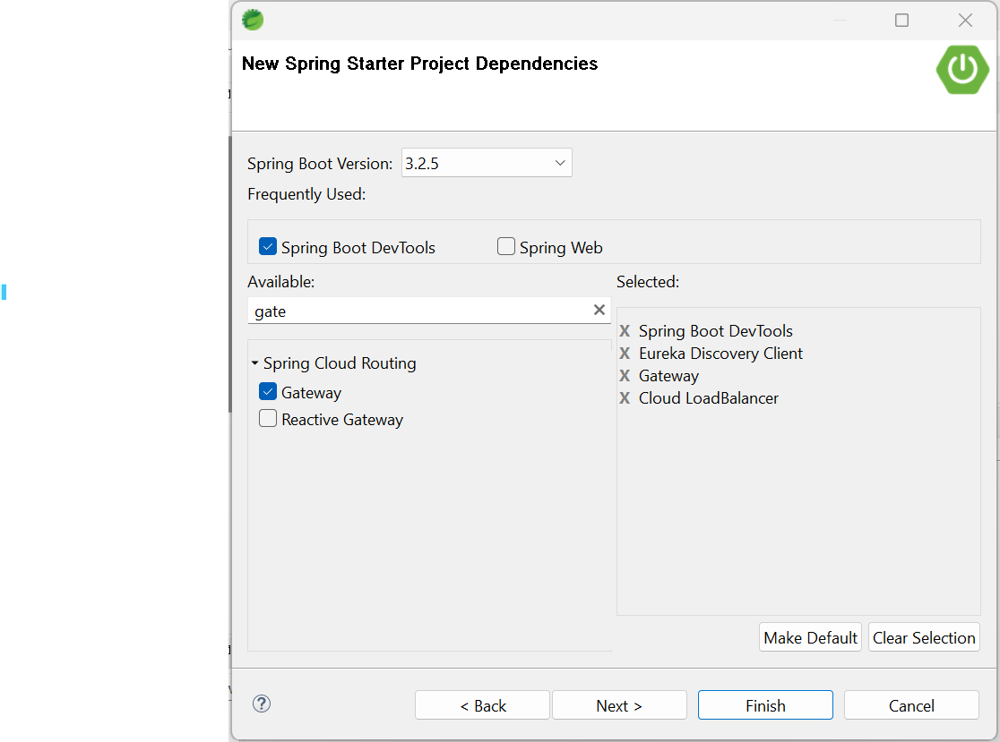 New Spring Starter Project Dependencies
Spring Boot Version: 3.2.5
Frequently Used:
Spring Boot DevTools Spring Web
Available:
gate
Spring Cloud Routing
Gateway
Reactive Gateway
Selected:
X Spring Boot DevTools
X Eureka Discovery Client
X Gateway
X Cloud LoadBalancer
Make Default Clear Selection
? < Back Next > Finish Cancel